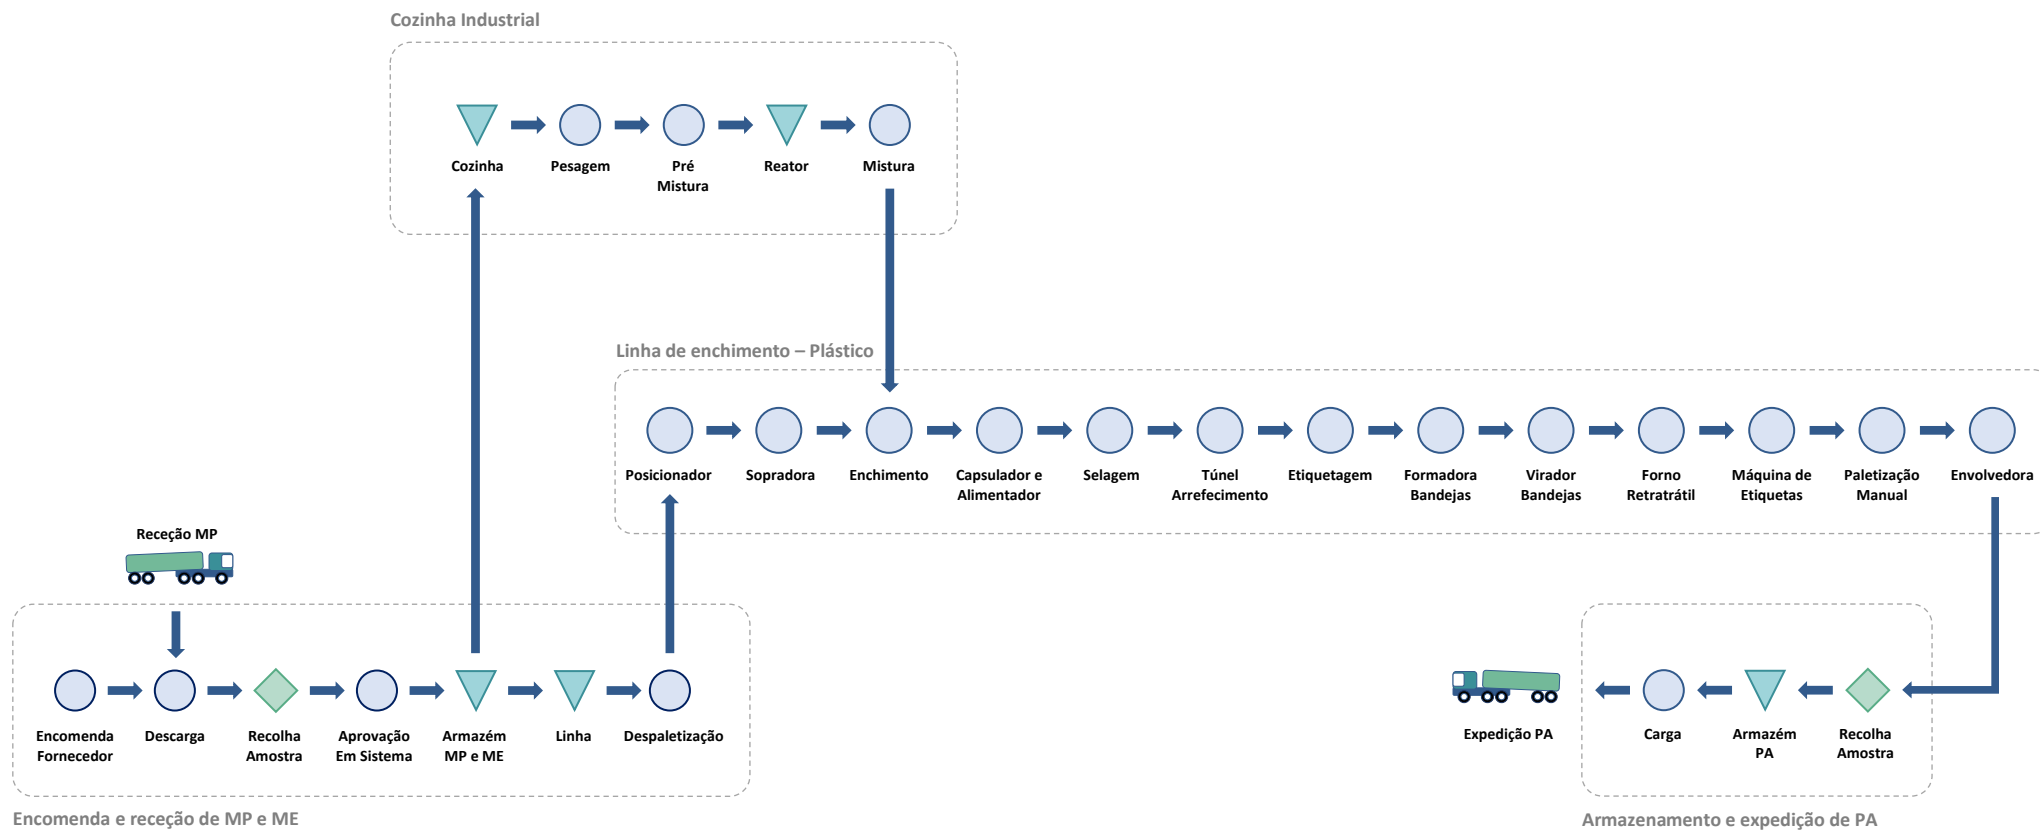 Cozinha Industrial
Cozinha
Pesagem
Pré
Mistura
Reator
Mistura
Linha de enchimento – Plástico
Posicionador
Sopradora
Enchimento
Capsulador e
Alimentador
Selagem
Túnel
Arrefecimento
Etiquetagem
Formadora
Bandejas
Virador
Bandejas
Forno
Retratrátil
Máquina de
Etiquetas
Paletização
Manual
Envolvedora
Receção MP
Encomenda
Fornecedor
Descarga
Recolha
Amostra
Aprovação
Em Sistema
Armazém
MP e ME
Linha
Despaletização
Encomenda e receção de MP e ME
Expedição PA
Carga
Armazém
PA
Recolha
Amostra
Armazenamento e expedição de PA